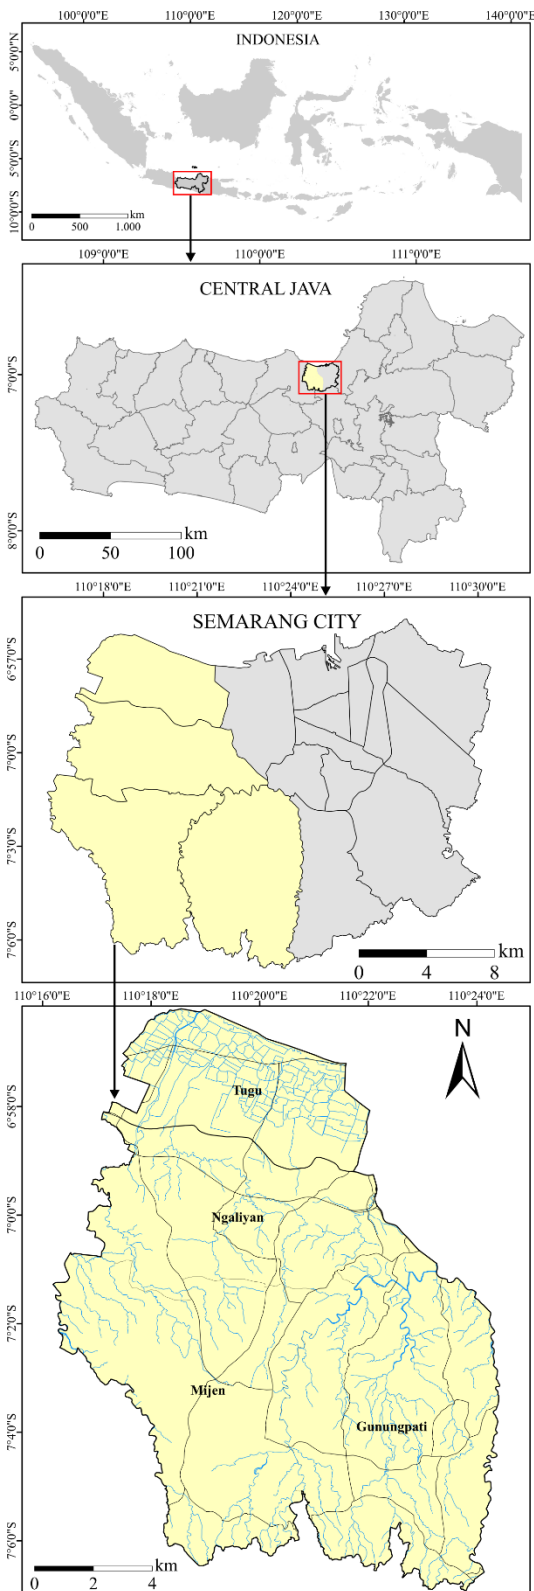 100°0'0"E 110°0'0"E 120°0'0"E 130°0'0"E 140°0'0"E
INDONESIA
5°0'0"N
0°0'0"
5°0'0"S
10°0'0"S
km
0 500 1,000
109°0'0"E 110°0'0"E 111°0'0"E
CENTRAL JAVA
7°0'0"S
8°0'0"S
km
0 50 100
110°18'0"E 110°21'0"E 110°24'0"E 110°27'0"E 110°30'0"E
SEMARANG CITY
6°57'0"S
7°0'0"S
7°3'0"S
7°6'0"S
km
0 4 8
110°16'0"E 110°18'0"E 110°20'0"E 110°22'0"E 110°24'0"E
N
Tugu
6°58'0"S
Ngaliyan
7°0'0"S
7°2'0"S
Mijen
Gunungpati
7°4'0"S
7°6'0"S
km
0 2 4